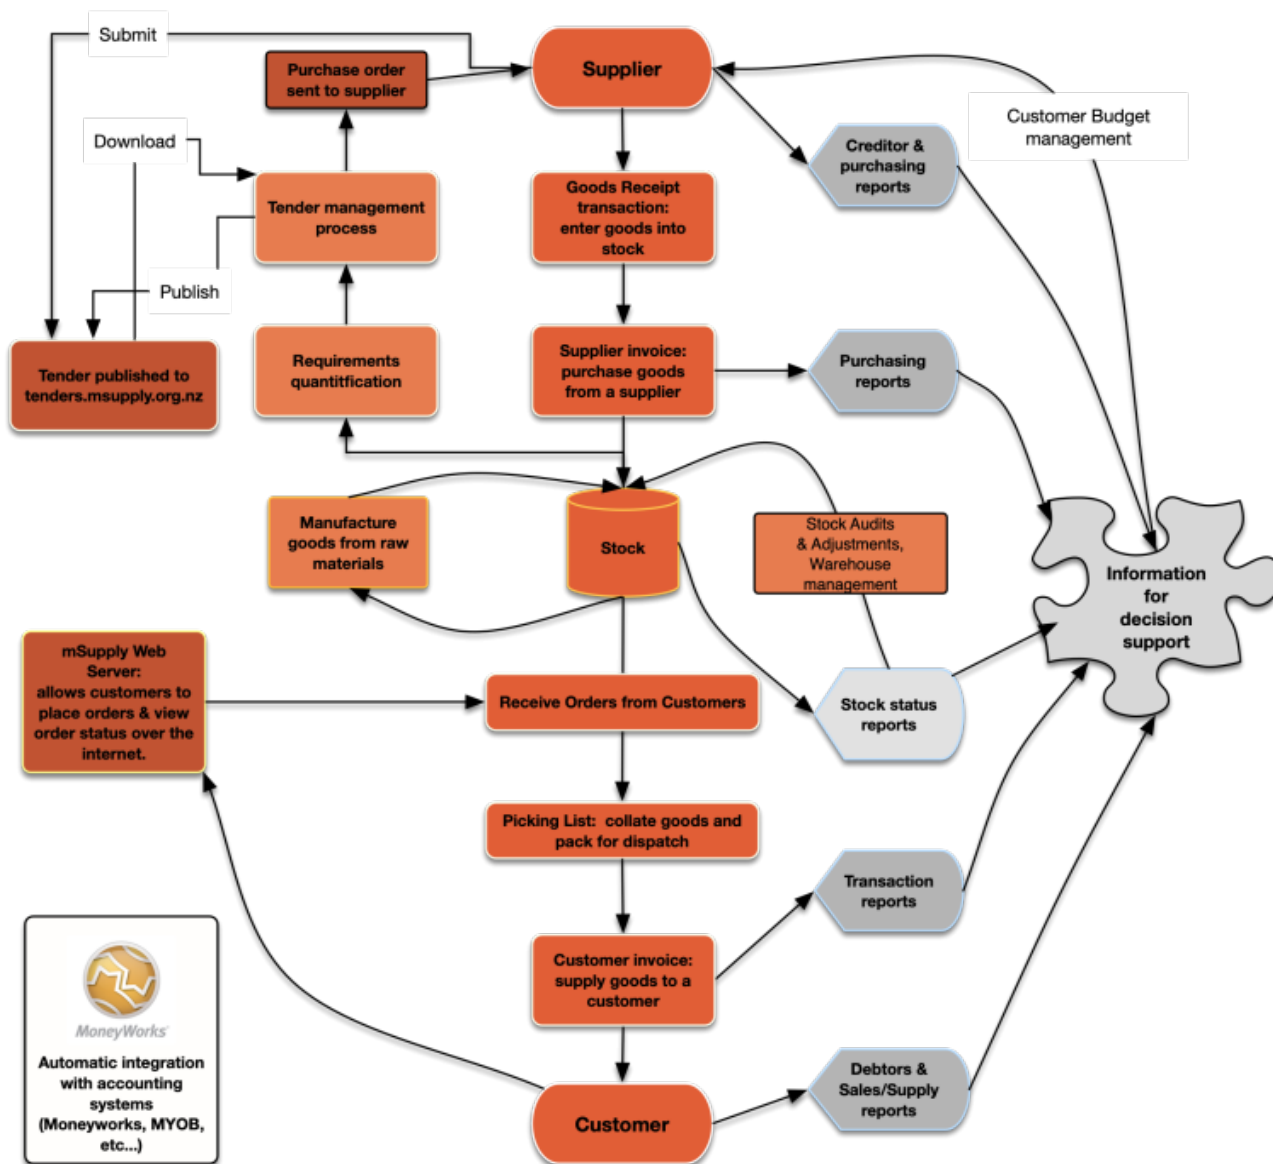 Submit
Supplier
Purchase order
sent to supplier
Customer Budget
management
Download
Creditor &
purchasing
reports
Goods Receipt
transaction:
enter goods into
stock
Tender management
process
Publish
Supplier invoice:
purchase goods
from a supplier
Purchasing
reports
Requirements
quantitfication
Tender published to
tenders.msupply.org.nz
Manufacture
goods from raw
materials
Stock
Stock Audits
& Adjustments,
Warehouse
management
Information
for
decision
support
mSupply Web
Server:
allows customers to
place orders & view
order status over the
internet.
Receive Orders from Customers
Stock status
reports
Picking List:  collate goods and
pack for dispatch
Transaction
reports
Customer invoice:
supply goods to a
customer
MoneyWorks
Automatic integration
with accounting
systems
(Moneyworks, MYOB,
etc...)
Debtors &
Sales/Supply
reports
Customer